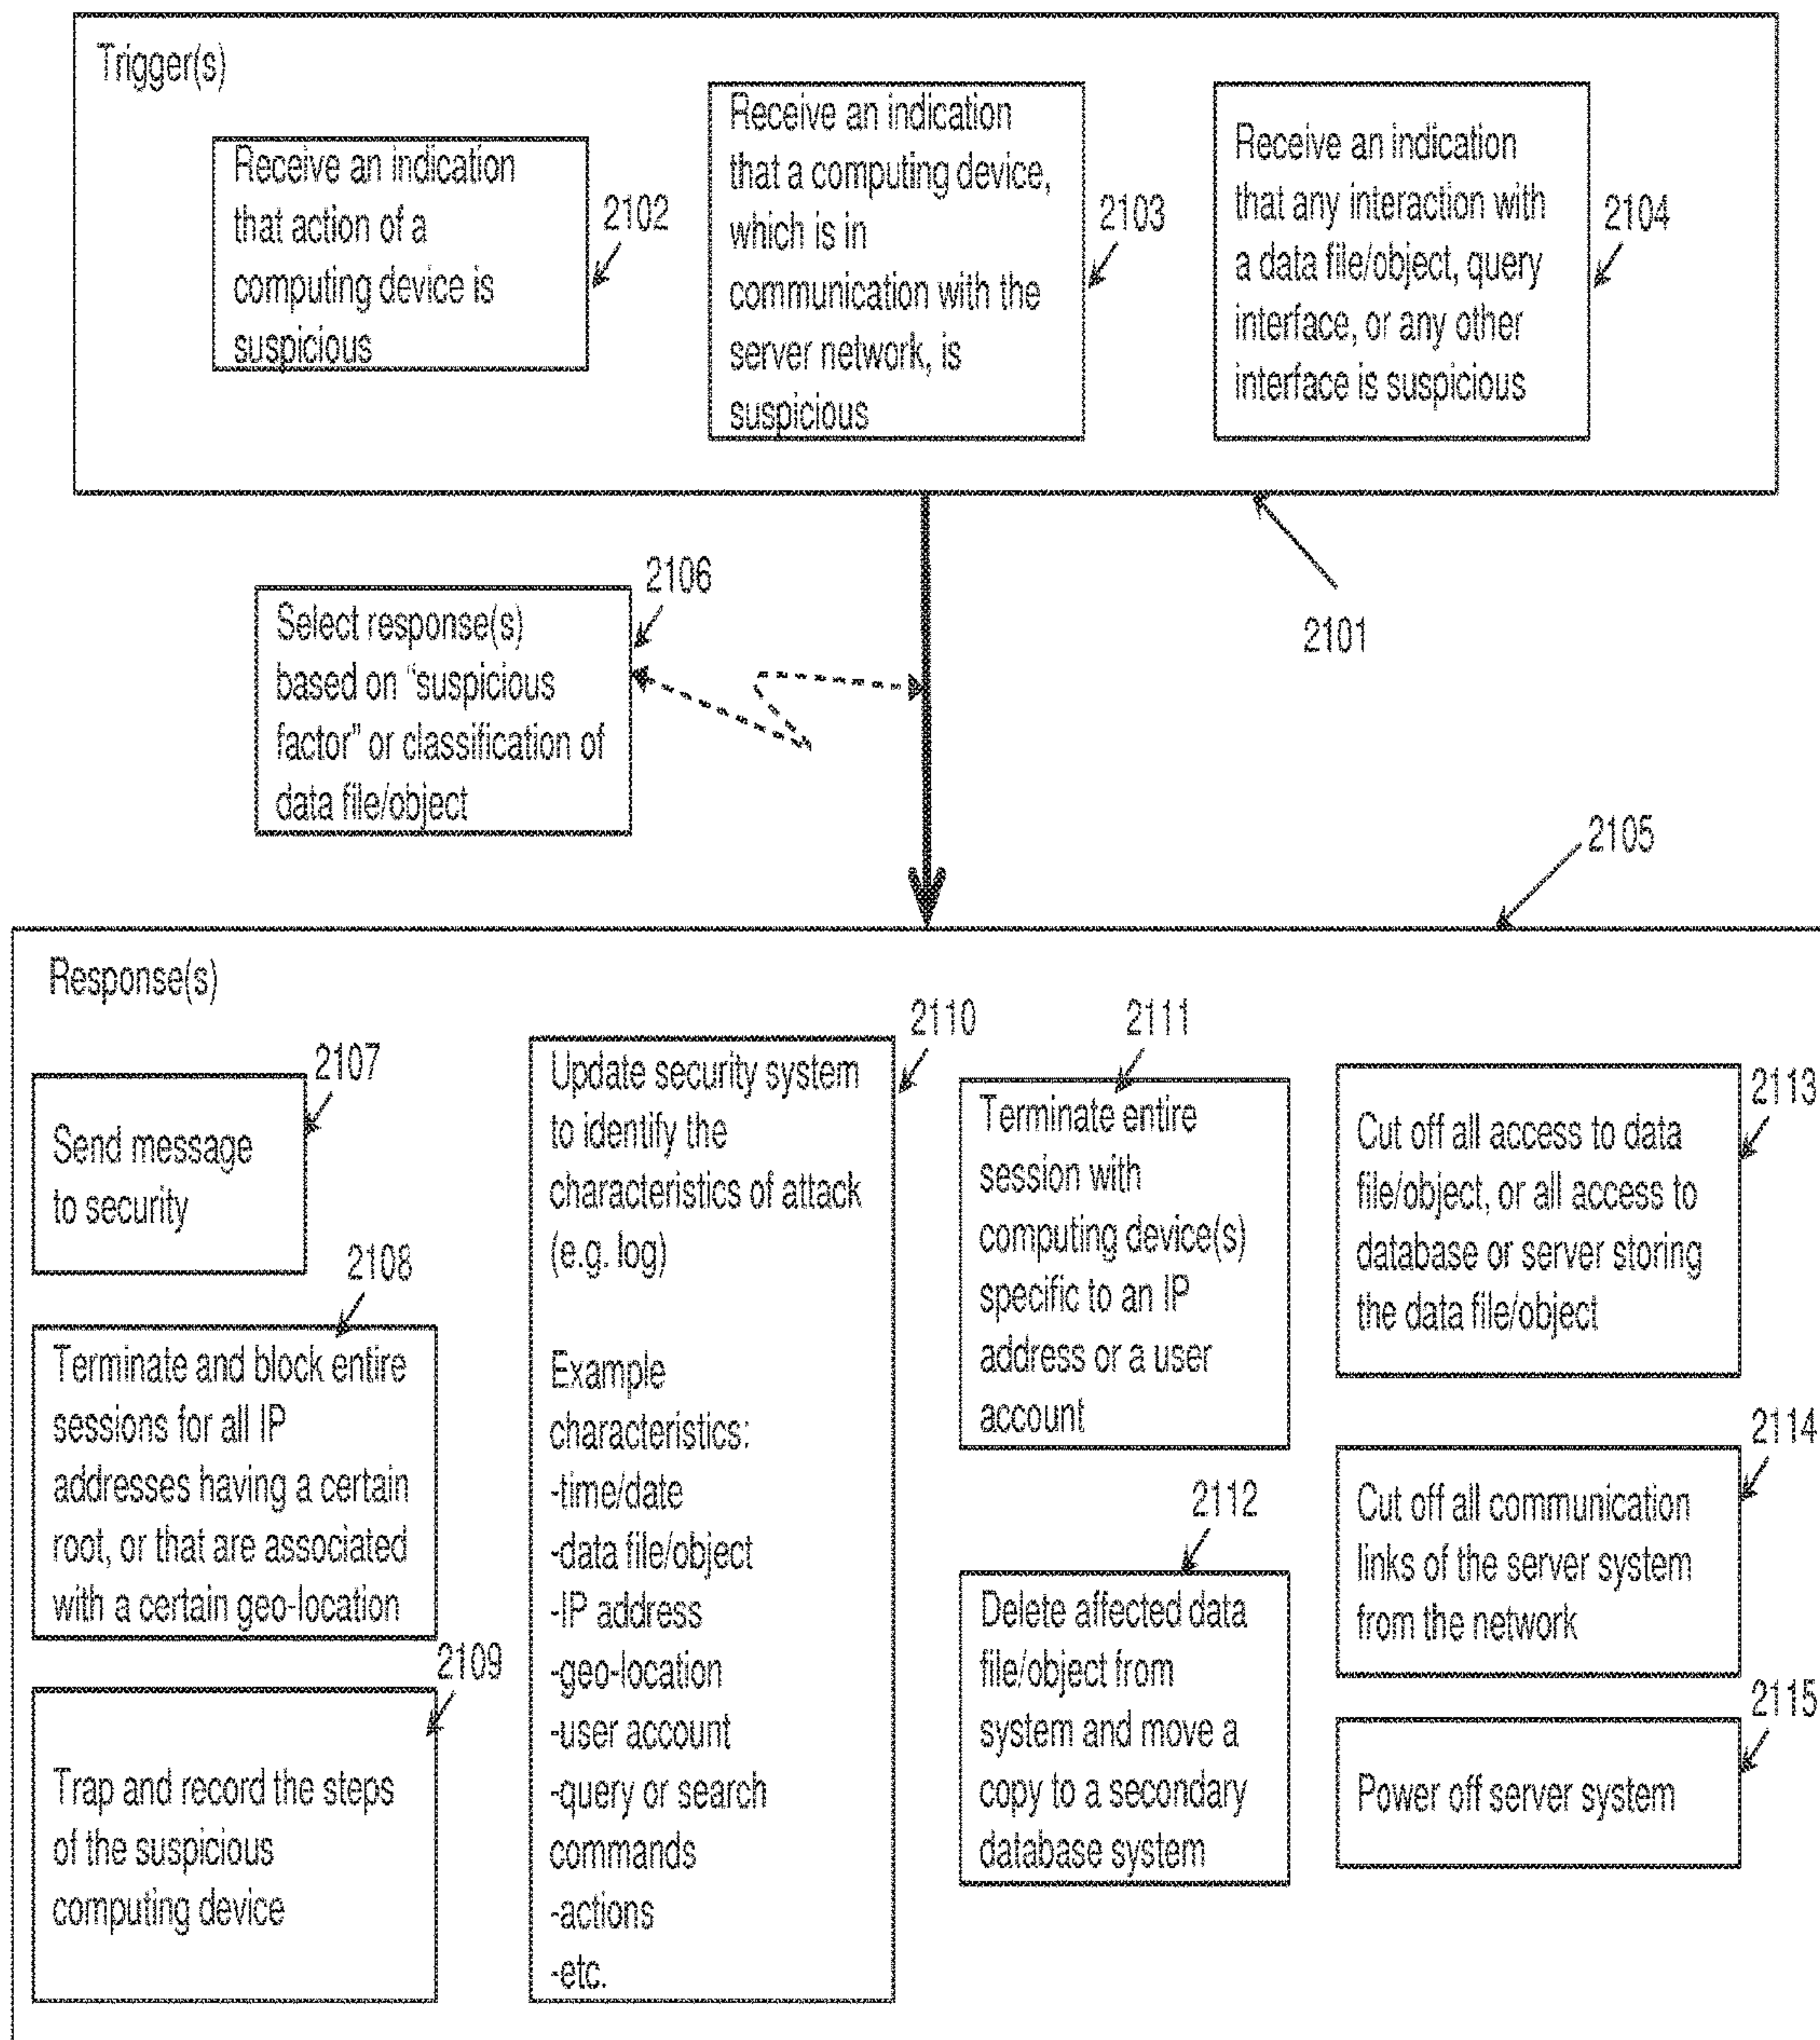 Trigger(s)
Receive an indication
that action of a
computing device is
suspicious
2102
Receive an indication
that a computing device,
which is in
communication with the
server network, is
suspicious
2103
Receive an indication
that any interaction with
a data file/object, query
interface, or any other
interface is suspicious
2104
2101
2106
Select response(s)
based on “suspicious
factor” or classification of
data file/object
2105
Response(s)
2107
Send message
to security
2108
Terminate and block entire
sessions for all IP
addresses having a certain
root, or that are associated
with a certain geo-location
2109
Trap and record the steps
of the suspicious
computing device
2110
Update security system
to identify the
characteristics of attack
(e.g. log)
Example
characteristics:
-time/date
-data file/object
-IP address
-geo-location
-user account
-query or search
commands
-actions
-etc.
2111
Terminate entire
session with
computing device(s)
specific to an IP
address or a user
account
2112
Delete affected data
file/object from
system and move a
copy to a secondary
database system
2113
Cut off all access to data
file/object, or all access to
database or server storing
the data file/object
2114
Cut off all communication
links of the server system
from the network
2115
Power off server system